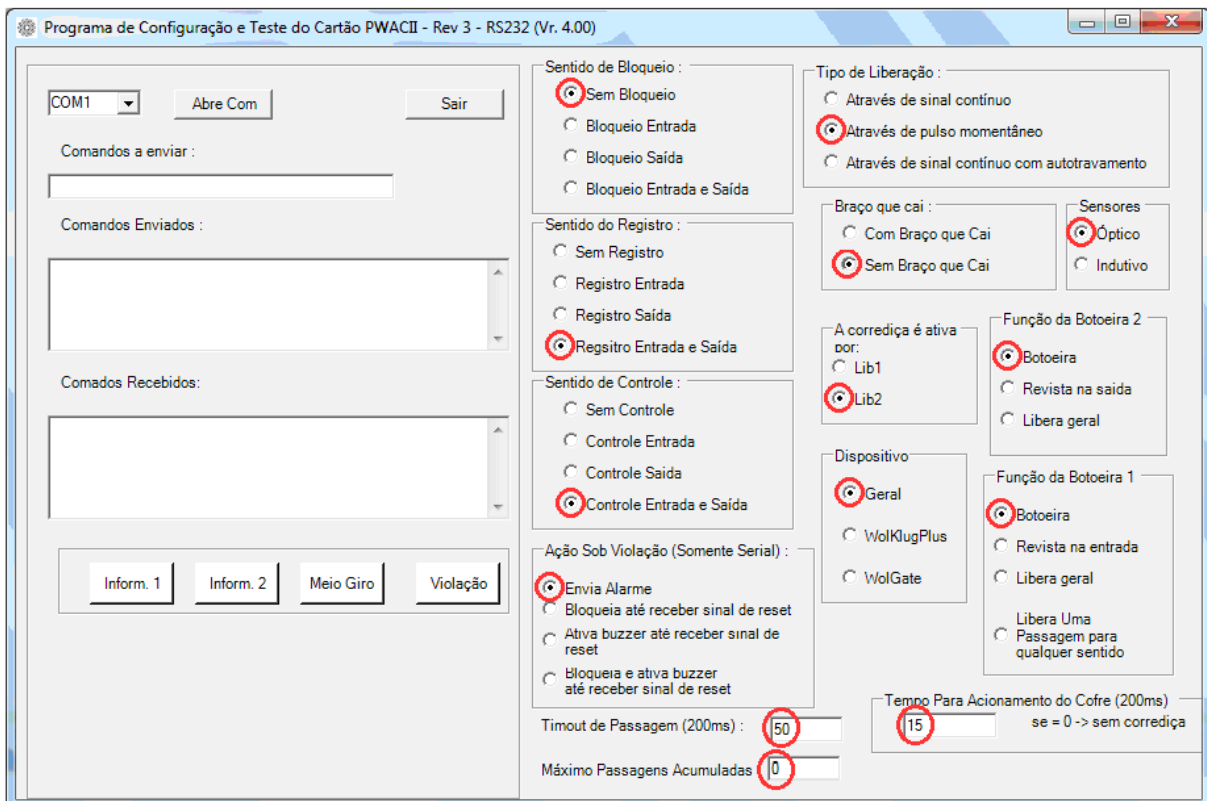 Programa de Configuração e Teste do Cartão PWACII - Rev 3 - RS232 (Vr. 4.00)
COM1
Abre Com
Sair
Comandos a enviar :
Comandos Enviados :
Comados Recebidos:
Inform. 1
Inform. 2
Meio Giro
Violação
Sentido de Bloqueio :
Sem Bloqueio
Bloqueio Entrada
Bloqueio Saída
Bloqueio Entrada e Saída
Sentido do Registro :
Sem Registro
Registro Entrada
Registro Saída
Regsitro Entrada e Saída
Sentido de Controle :
Sem Controle
Controle Entrada
Controle Saida
Controle Entrada e Saída
Ação Sob Violação (Somente Serial) :
Envia Alarme
Bloqueia até receber sinal de reset
Ativa buzzer até receber sinal de
reset
Bloqueia e ativa buzzer
até receber sinal de reset
Timout de Passagem (200ms) :
50
Máximo Passagens Acumuladas
0
Tipo de Liberação :
Através de sinal contínuo
Através de pulso momentâneo
Através de sinal contínuo com autotravamento
Braço que cai :
Com Braço que Cai
Sem Braço que Cai
Sensores
Óptico
Indutivo
A corrediça é ativa
por:
Lib1
Lib2
Função da Botoeira 2
Botoeira
Revista na saida
Libera geral
Dispositivo
Geral
WolKlugPlus
WolGate
Função da Botoeira 1
Botoeira
Revista na entrada
Libera geral
Libera Uma
Passagem para
qualquer sentido
Tempo Para Acionamento do Cofre (200ms)
15
se = 0 -> sem corrediça